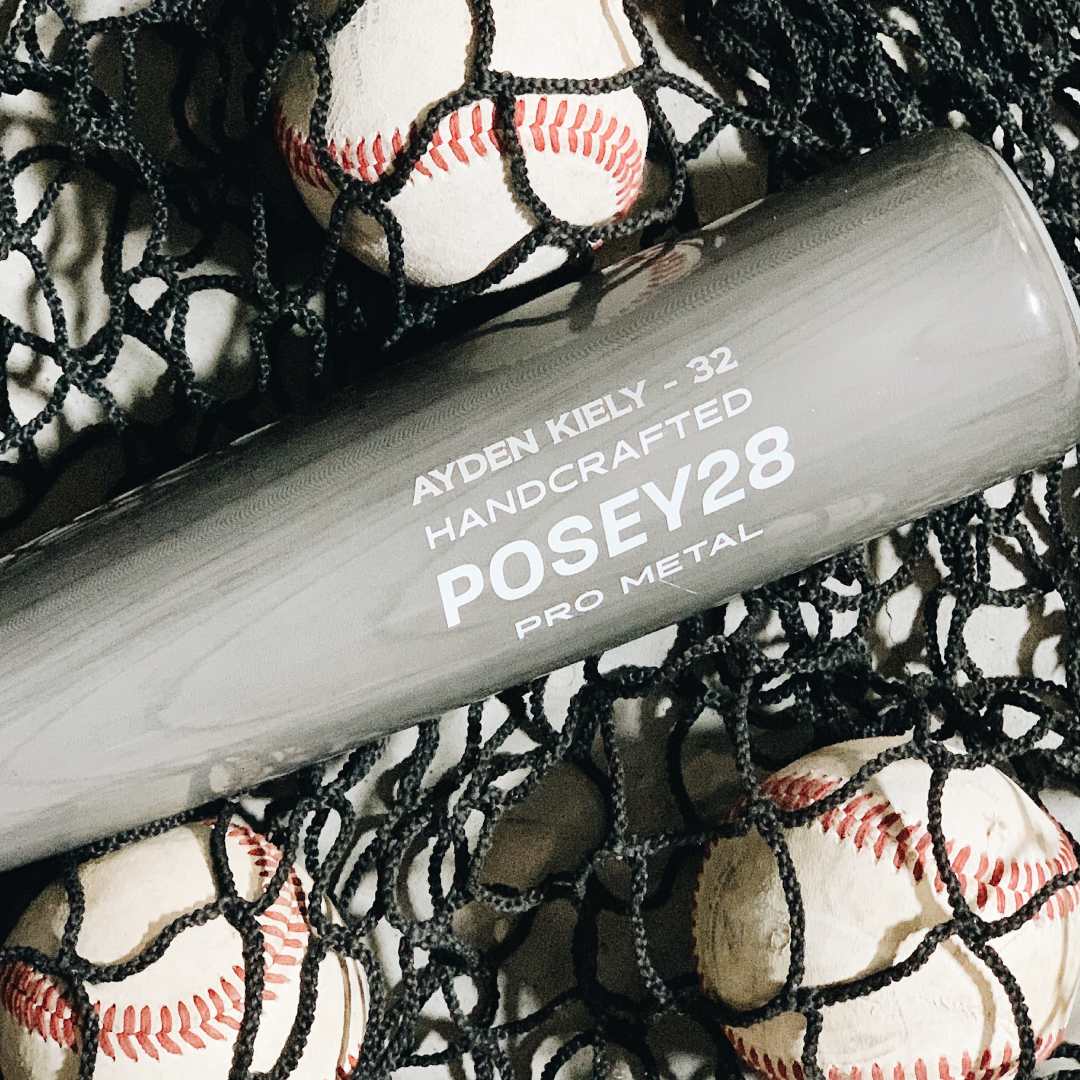 AYDEN KIELY - 32
HANDCRAFTED
POSEY28
PRO METAL